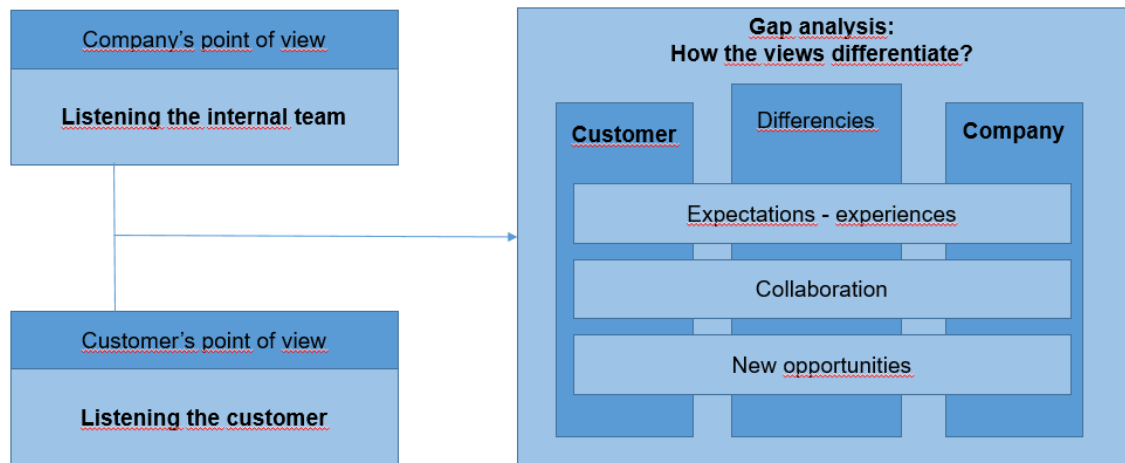 Company's point of view
Listening the internal team
Customer's point of view
Listening the customer
Gap analysis:
How the views differentiate?
Customer
Differencies
Company
Expectations - experiences
Collaboration
New opportunities